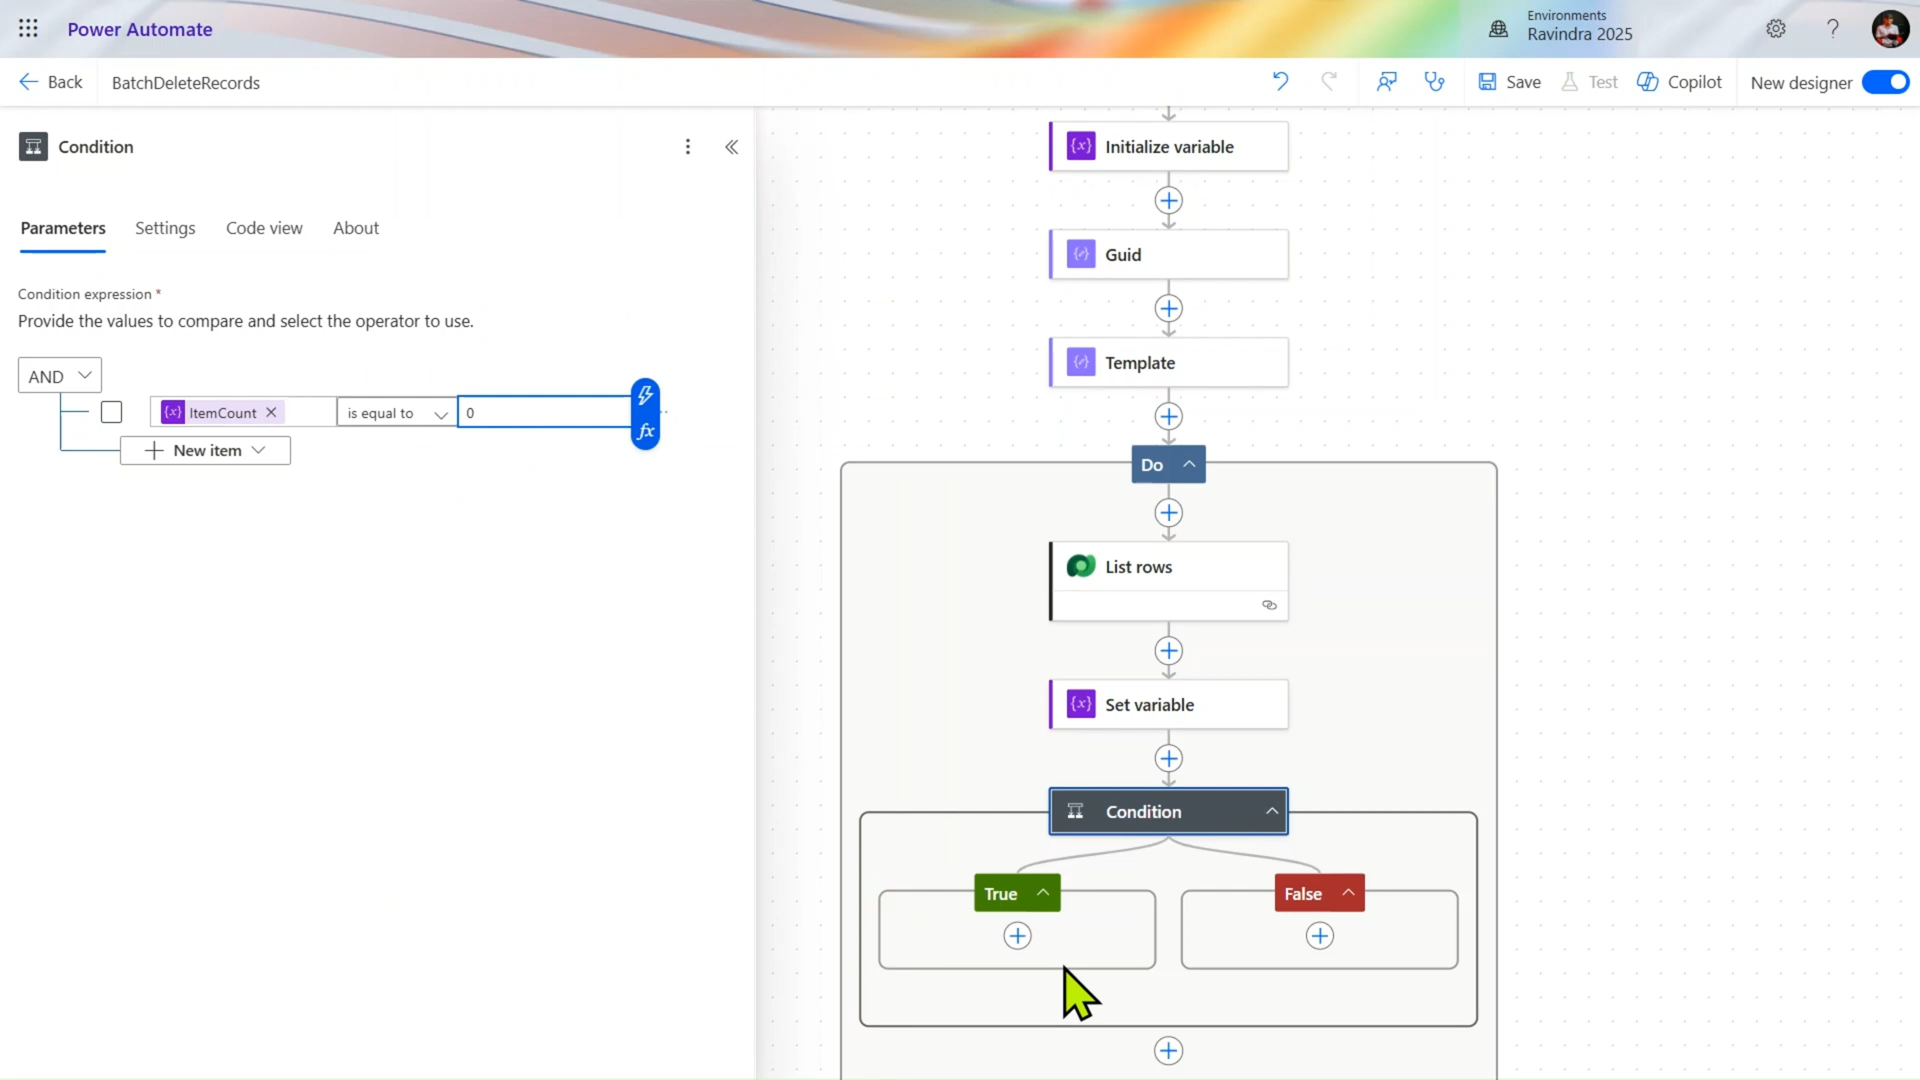 Power Automate
Environments
Ravindra 2025
?
Back
BatchDeleteRecords
Save
Test
Copilot
New designer
Condition
Parameters
Settings
Code view
About
Condition expression *
Provide the values to compare and select the operator to use.
AND
{x} ItemCount
is equal to
0
fx
New item
{x} Initialize variable
Guid
Template
Do
List rows
{x} Set variable
Condition
True
False